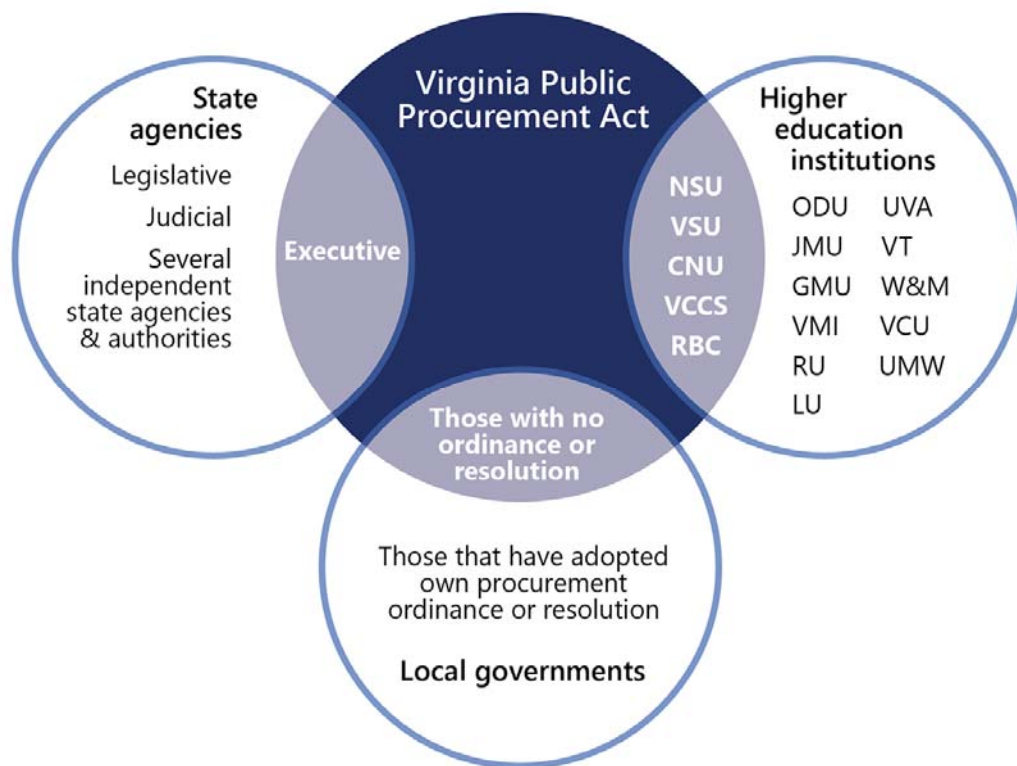 Virginia Public
Procurement Act
State
agencies
Legislative
Judicial
Several
independent
state agencies
& authorities
Executive
NSU
VSU
CNU
VCCS
RBC
Higher
education
institutions
ODU UVA
JMU VT
GMU W&M
VMI VCU
RU UMW
LU
Those with no
ordinance or
resolution
Those that have adopted
own procurement
ordinance or resolution
Local governments